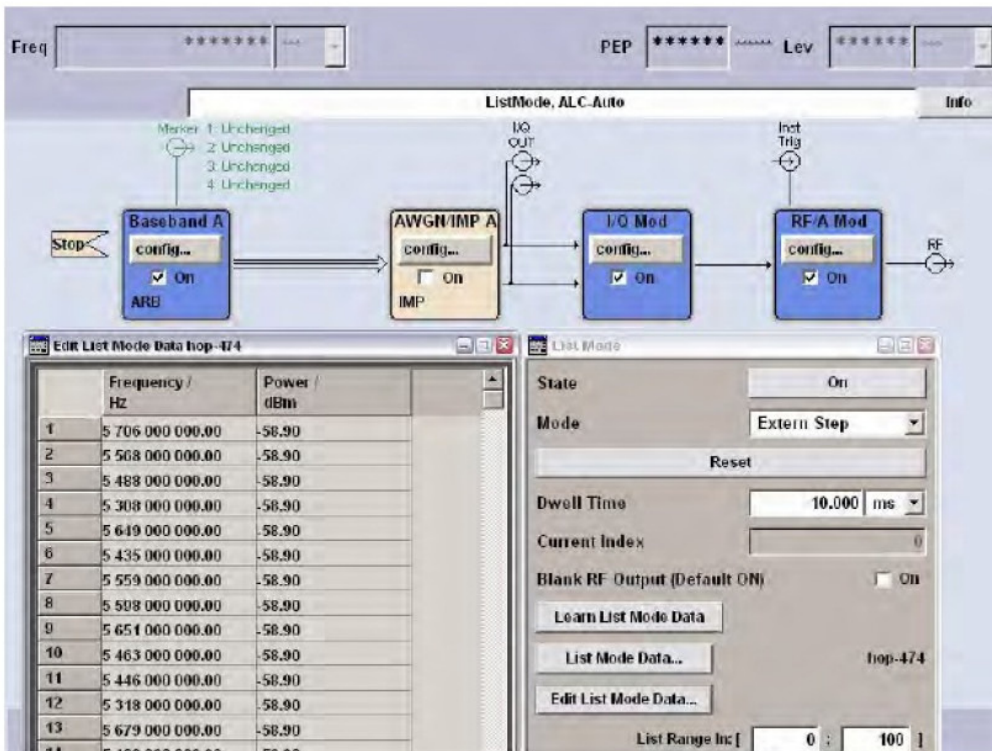 Freq ******* --- PEP ****** Lev ****** ---
ListMode, ALC-Auto Info
Marker 1: Unchanged
2: Unchanged
3: Unchanged
4: Unchanged
I/Q
OUT
Inst
Trig
Stop
Baseband A
config...
On
ARB
AWGN/IMP A
config...
On
IMP
I/Q Mod
config...
On
RF/A Mod
config...
On
RF
Edit List Mode Data hop-474
Frequency / Hz Power / dBm
1 5 706 000 000.00 -58.90
2 5 568 000 000.00 -58.90
3 5 488 000 000.00 -58.90
4 5 308 000 000.00 -58.90
5 5 649 000 000.00 -58.90
6 5 435 000 000.00 -58.90
7 5 559 000 000.00 -58.90
8 5 598 000 000.00 -58.90
9 5 651 000 000.00 -58.90
10 5 463 000 000.00 -58.90
11 5 446 000 000.00 -58.90
12 5 318 000 000.00 -58.90
13 5 679 000 000.00 -58.90
List Mode
State On
Mode Extern Step
Reset
Dwell Time 10.000 ms
Current Index 0
Blank RF Output (Default ON) On
Learn List Mode Data
List Mode Data... hop-474
Edit List Mode Data...
List Range In: [ 0 : 100 ]